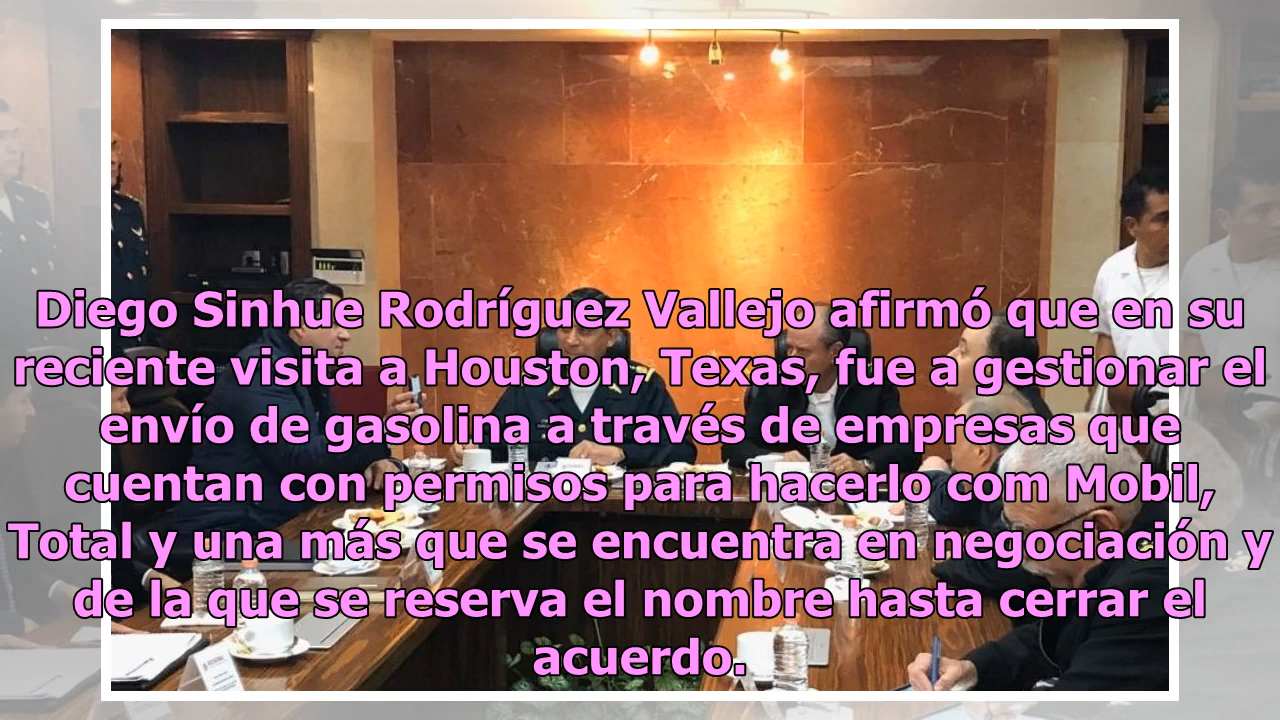 Diego Sinhue Rodríguez Vallejo afirmó que en su
reciente visita a Houston, Texas, fue a gestionar el
envío de gasolina a través de empresas que
cuentan con permisos para hacerlo com Mobil,
Total y una más que se encuentra en negociación y
de la que se reserva el nombre hasta cerrar el
acuerdo.